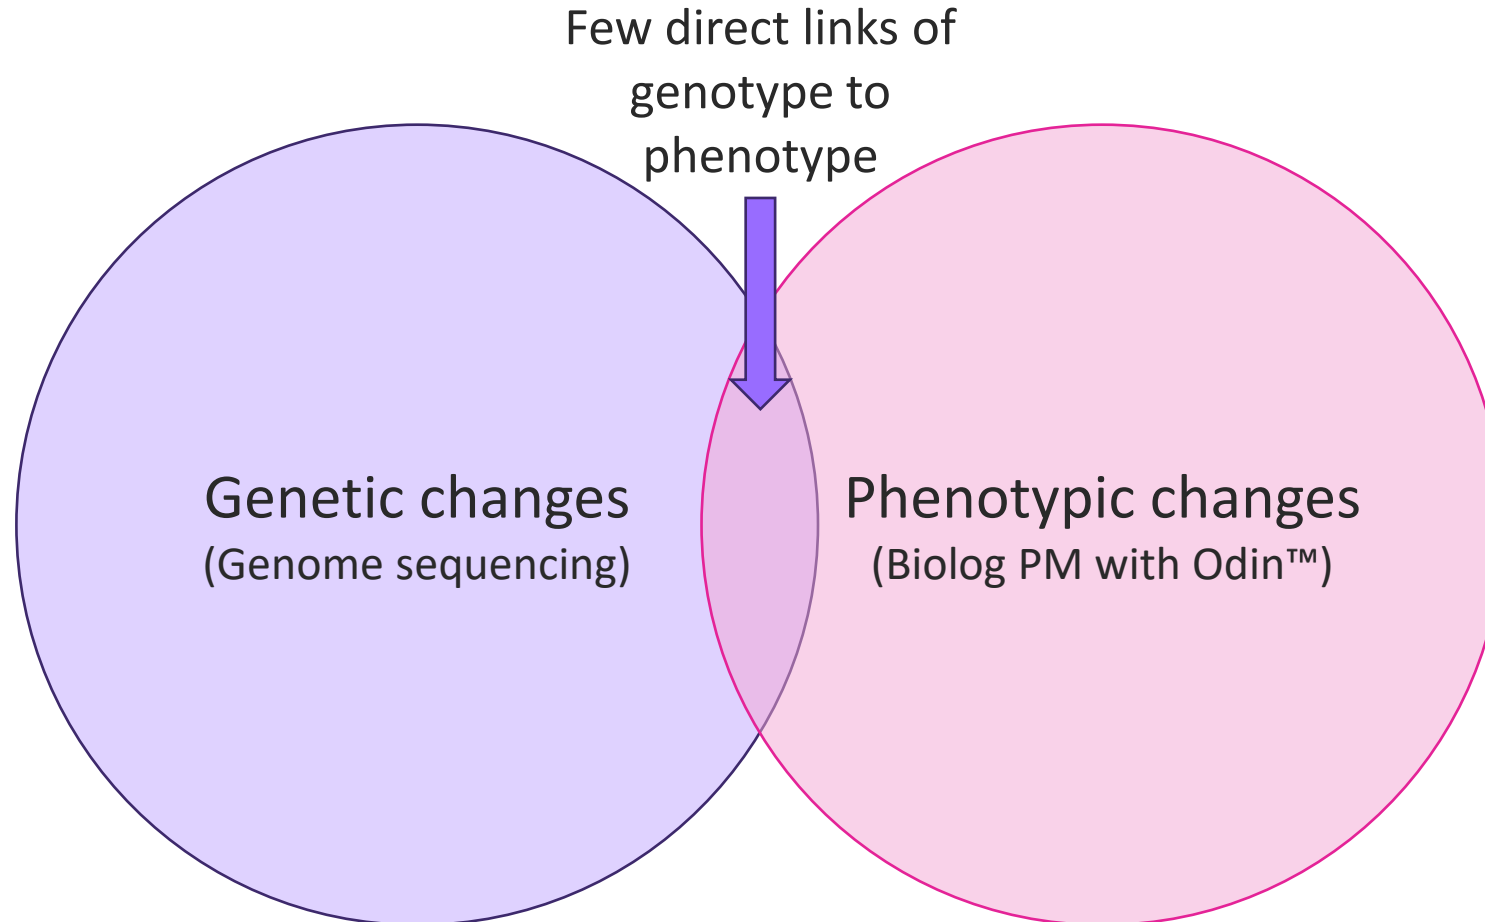 Few direct links of
genotype to
phenotype
Genetic changes
(Genome sequencing)
Phenotypic changes
(Biolog PM with Odin™)